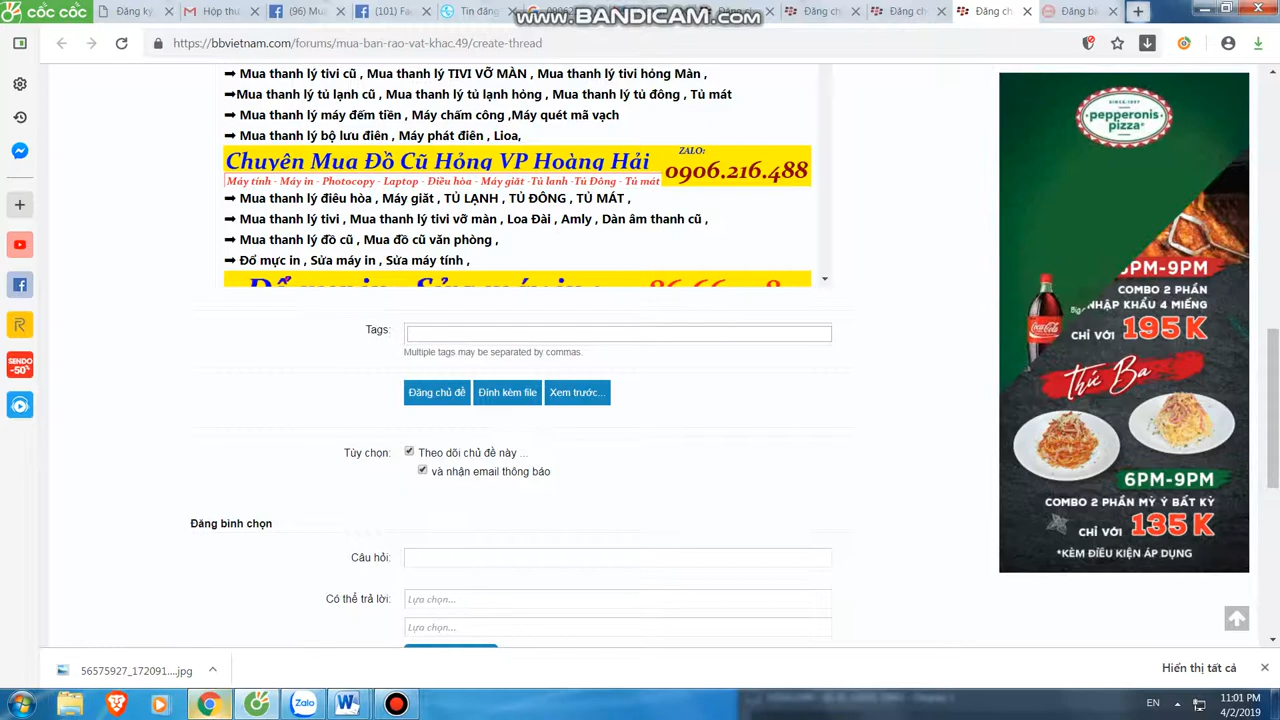 cốc cốc
Đăng ký
Hộp thư
(96)
f (101) Fac
Tin đăng
Đăng ch
Đăng ch
Đăng ch
Đăng bà
www.BANDICAM.com
https://bbvietnam.com/forums/mua-ban-rao-vat-khac.49/create-thread
➡ Mua thanh lý tivi cũ , Mua thanh lý TIVI VỠ MÀN , Mua thanh lý tivi hỏng Màn ,
➡Mua thanh lý tủ lạnh cũ , Mua thanh lý tủ lạnh hỏng , Mua thanh lý tủ đông , Tủ mát
➡ Mua thanh lý máy đếm tiền , Máy chấm công ,Máy quét mã vạch
➡ Mua thanh lý bộ lưu điện , Máy phát điện , Lioa,
Chuyên Mua Đồ Cũ Hỏng VP Hoàng Hải
ZALO:
0906.216.488
Máy tính - Máy in - Photocopy - Laptop - Điều hòa - Máy giặt -Tủ lạnh -Tủ Đông - Tủ mát
➡ Mua thanh lý điều hòa , Máy giặt , TỦ LẠNH , TỦ ĐÔNG , TỦ MÁT ,
➡ Mua thanh lý tivi , Mua thanh lý tivi vỡ màn , Loa Đài , Amly , Dàn âm thanh cũ ,
➡ Mua thanh lý đồ cũ , Mua đồ cũ văn phòng ,
➡ Đổ mực in , Sửa máy in , Sửa máy tính ,
Tags:
Multiple tags may be separated by commas.
Đăng chủ đề
Đính kèm file
Xem trước...
Tùy chọn:
Theo dõi chủ đề này ...
và nhận email thông báo
Đăng bình chọn
Câu hỏi:
Có thể trả lời:
Lựa chọn...
Lựa chọn...
SENDO
-50%
SINCE.1997
pepperonis
pizza
6PM-9PM
COMBO 2 PHẦN
NHẬP KHẨU 4 MIẾNG
CHỈ VỚI 195 K
Thứ Ba
6PM-9PM
COMBO 2 PHẦN MỲ Ý BẤT KỲ
CHỈ VỚI 135 K
*KÈM ĐIỀU KIỆN ÁP DỤNG
56575927_172091....jpg
Hiển thị tất cả
Zalo
EN
11:01 PM
4/2/2019